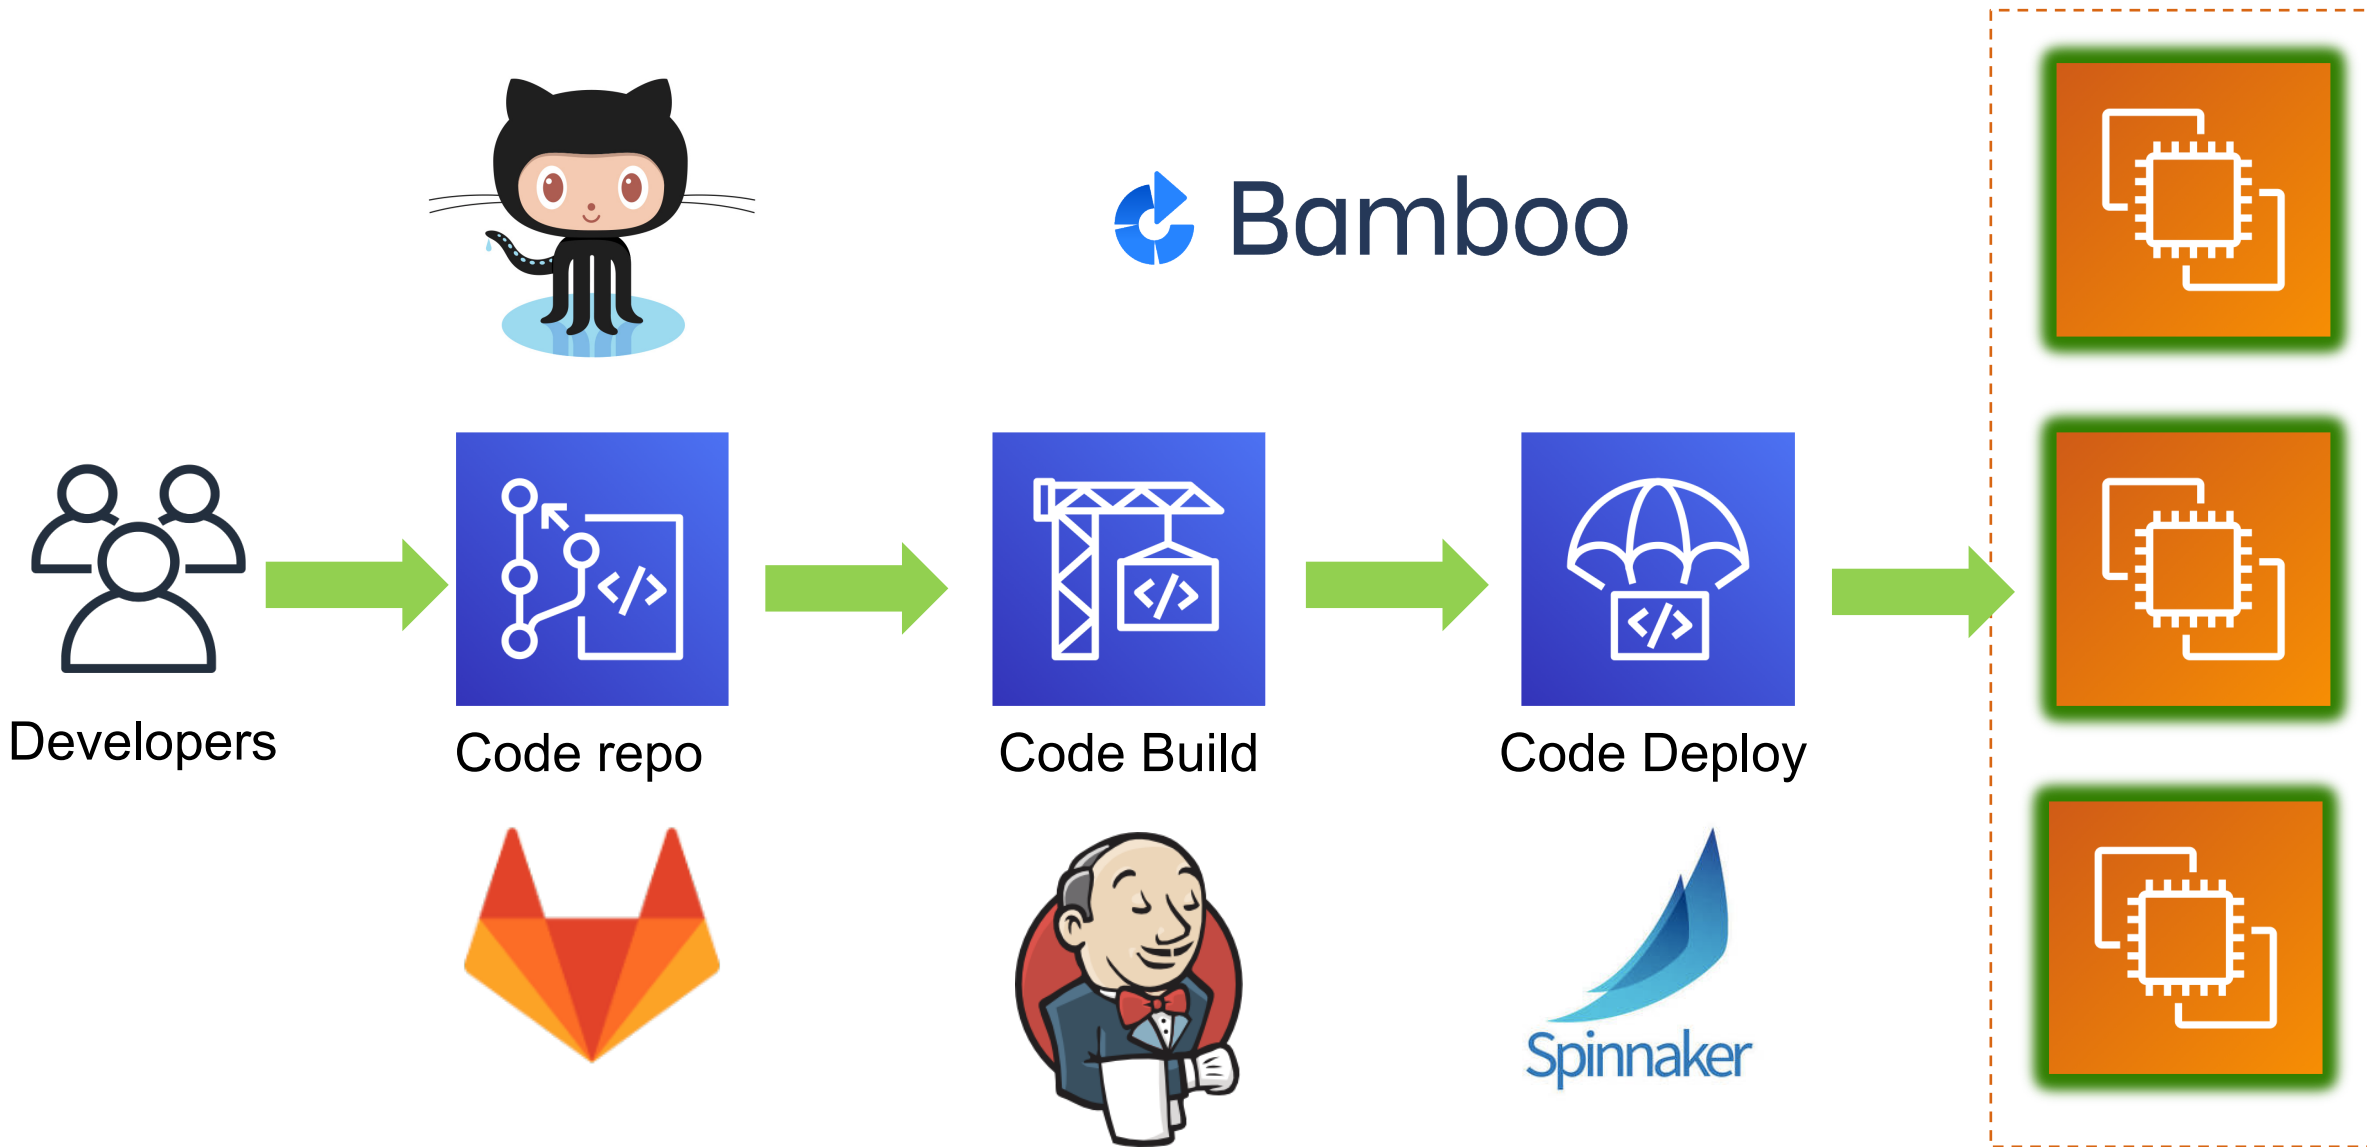 Bamboo
Developers
Code repo
Code Build
Code Deploy
Spinnaker